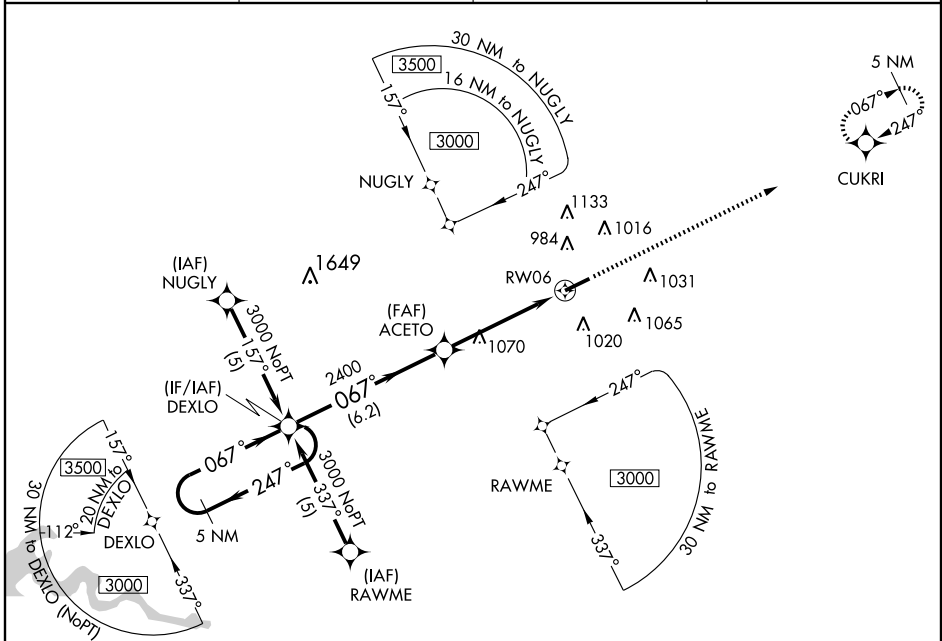 30 NM to NUGLY
3500
16 NM to NUGLY
157°
3000
247°
NUGLY
5 NM
067°
247°
CUKRI
1133
984
1016
RW06
1031
1065
1020
1070
1649
(IAF)
NUGLY
3000 NoPT
157°
(5)
(FAF)
ACETO
2400
067°
(6.2)
(IF/IAF)
DEXLO
067°
247°
5 NM
3000 NoPT
337°
(5)
(IAF)
RAWME
157°
3500
20 NM to
DEXLO
112°
DEXLO
3000
337°
30 NM to DEXLO (NoPT)
247°
RAWME
3000
337°
30 NM to RAWME